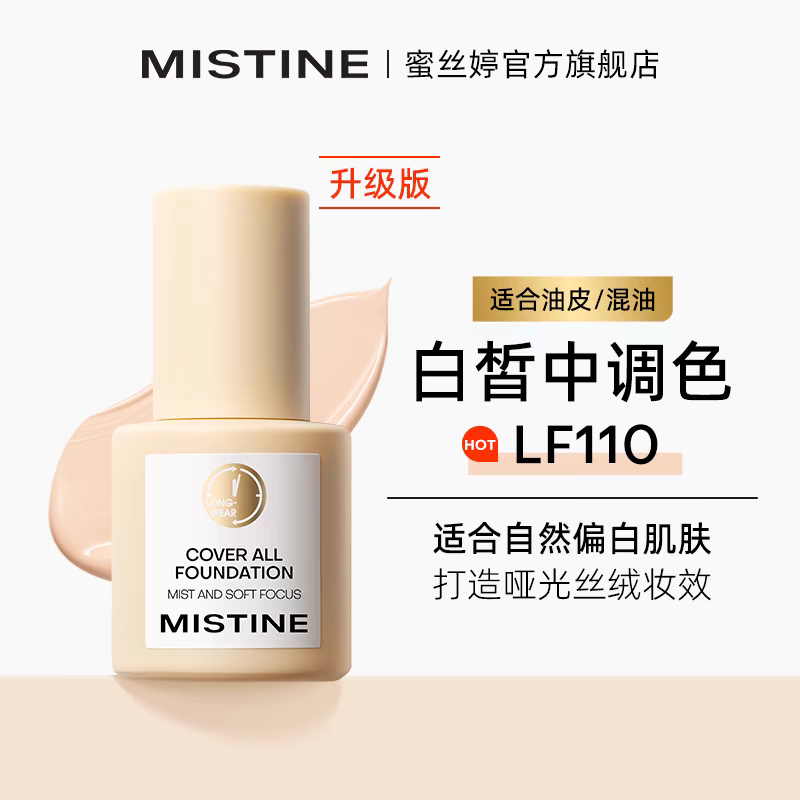 MISTINE | 蜜丝婷官方旗舰店
升级版
适合油皮/混油
白皙中调色
HOT LF110
适合自然偏白肌肤
打造哑光丝绒妆效
LONG-
WEAR
COVER ALL
FOUNDATION
MIST AND SOFT FOCUS
MISTINE